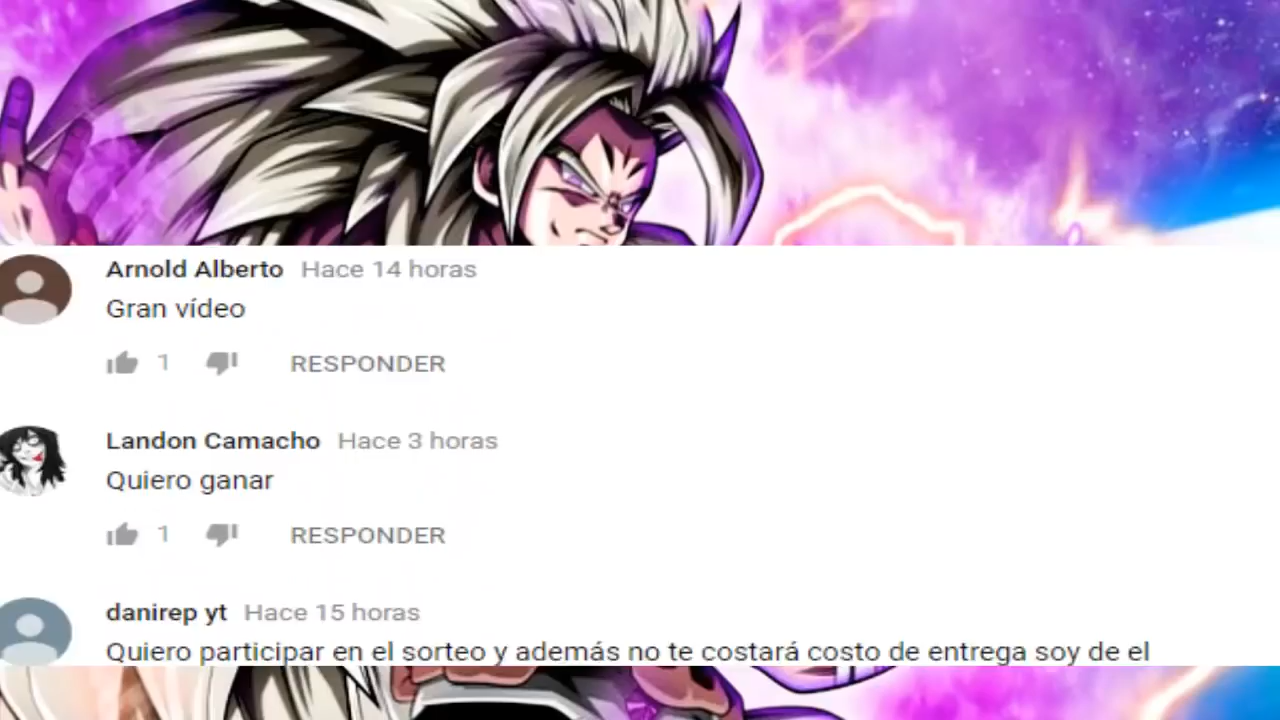 Arnold Alberto Hace 14 horas
Gran vídeo
1 RESPONDER
Landon Camacho Hace 3 horas
Quiero ganar
1 RESPONDER
danirep yt Hace 15 horas
Quiero participar en el sorteo y además no te costará costo de entrega soy de el